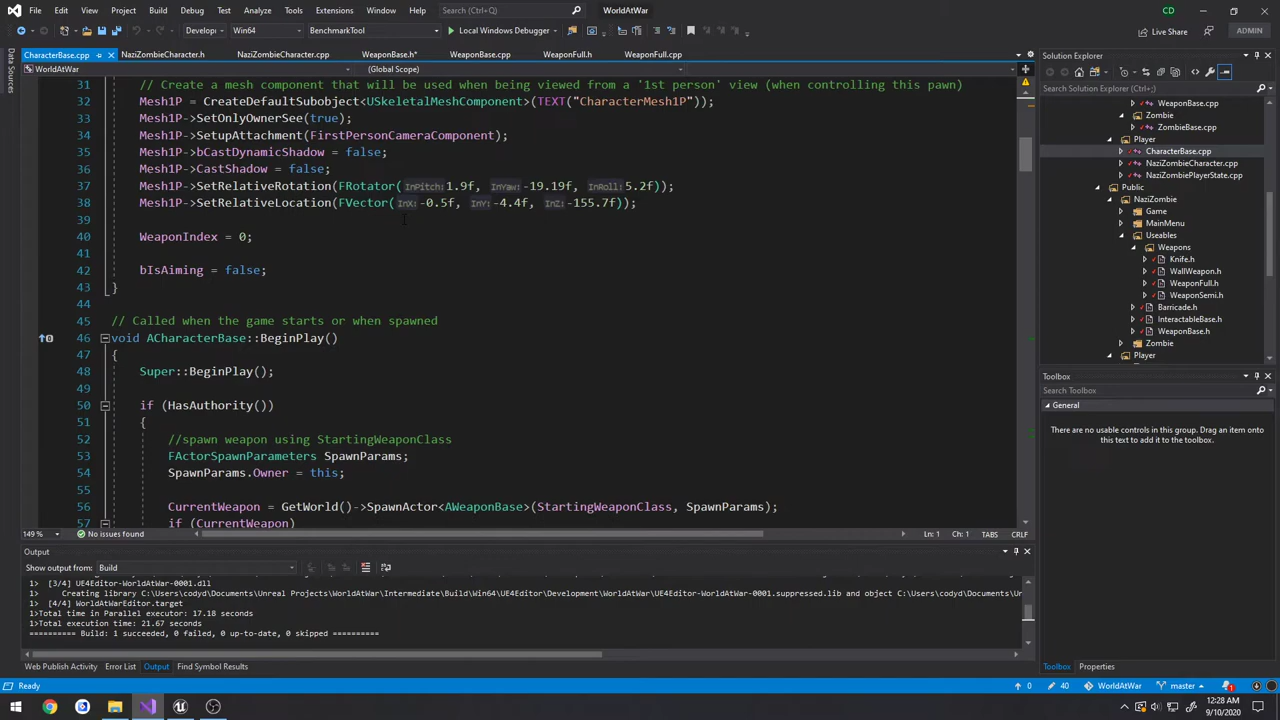 File Edit View Git Project Build Debug Test Analyze Tools Extensions Window Help Search (Ctrl+Q) WorldAtWar CD
Developi Win64 BenchmarkTool Local Windows Debugger Live Share ADMIN
Data Sources
CharacterBase.cpp NaziZombieCharacter.h NaziZombieCharacter.cpp WeaponBase.h* WeaponBase.cpp WeaponFull.h WeaponFull.cpp
WorldAtWar (Global Scope)
31 // Create a mesh component that will be used when being viewed from a '1st person' view (when controlling this pawn)
32 Mesh1P = CreateDefaultSubobject<USkeletalMeshComponent>(TEXT("CharacterMesh1P"));
33 Mesh1P->SetOnlyOwnerSee(true);
34 Mesh1P->SetupAttachment(FirstPersonCameraComponent);
35 Mesh1P->bCastDynamicShadow = false;
36 Mesh1P->CastShadow = false;
37 Mesh1P->SetRelativeRotation(FRotator(InPitch:1.9f, InYaw:-19.19f, InRoll:5.2f));
38 Mesh1P->SetRelativeLocation(FVector(InX:-0.5f, InY:-4.4f, InZ:-155.7f));
39
40 WeaponIndex = 0;
41
42 bIsAiming = false;
43 }
44
45 // Called when the game starts or when spawned
46 void ACharacterBase::BeginPlay()
47 {
48 Super::BeginPlay();
49
50 if (HasAuthority())
51 {
52 //spawn weapon using StartingWeaponClass
53 FActorSpawnParameters SpawnParams;
54 SpawnParams.Owner = this;
55
56 CurrentWeapon = GetWorld()->SpawnActor<AWeaponBase>(StartingWeaponClass, SpawnParams);
57 if (CurrentWeapon)
149 % No issues found Ln: 1 Ch: 1 TABS CRLF
Output
Show output from: Build
1> [3/4] UE4Editor-WorldAtWar-0001.dll
1> Creating library C:\Users\codyd\Documents\Unreal Projects\WorldAtWar\Intermediate\Build\Win64\UE4Editor\Development\WorldAtWar\UE4Editor-WorldAtWar-0001.suppressed.lib and object C:\Users\codyd\Documents\Un
1> [4/4] WorldAtWarEditor.target
1>Total time in Parallel executor: 17.18 seconds
1>Total execution time: 21.67 seconds
========== Build: 1 succeeded, 0 failed, 0 up-to-date, 0 skipped ==========
Web Publish Activity Error List Output Find Symbol Results
Solution Explorer
Search Solution Explorer (Ctrl+;)
WeaponBase.cpp
Zombie
ZombieBase.cpp
Player
CharacterBase.cpp
NaziZombieCharacter.cpp
NaziZombiePlayerState.cpp
Public
NaziZombie
Game
MainMenu
Useables
Weapons
Knife.h
WallWeapon.h
WeaponFull.h
WeaponSemi.h
Barricade.h
InteractableBase.h
WeaponBase.h
Zombie
Player
Toolbox
Search Toolbox
General
There are no usable controls in this group. Drag an item onto
this text to add it to the toolbox.
Toolbox Properties
Ready 0 40 WorldAtWar master 1
12:28 AM
9/10/2020